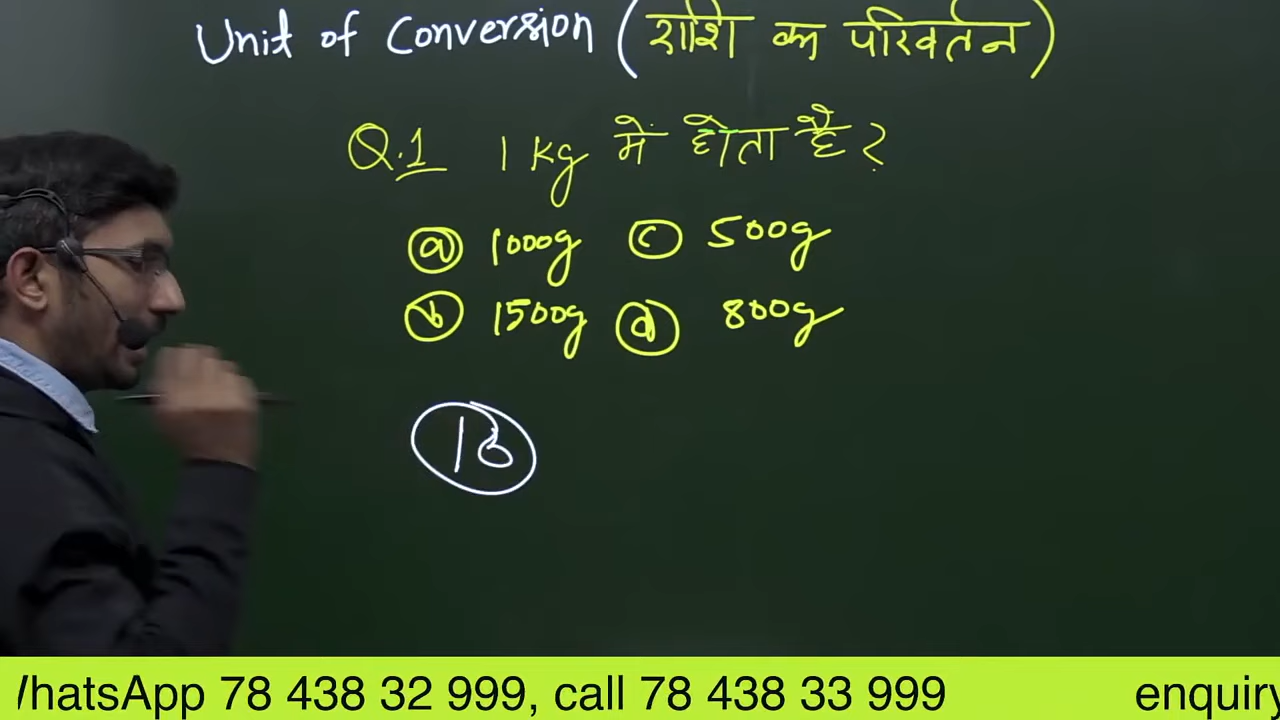 Unit of Conversion (राशि का परिवर्तन)
Q.1 1 kg में होता है?
(a) 1000g (c) 500g
(b) 1500g (d) 800g
hatsApp 78 438 32 999, call 78 438 33 999 enquiry